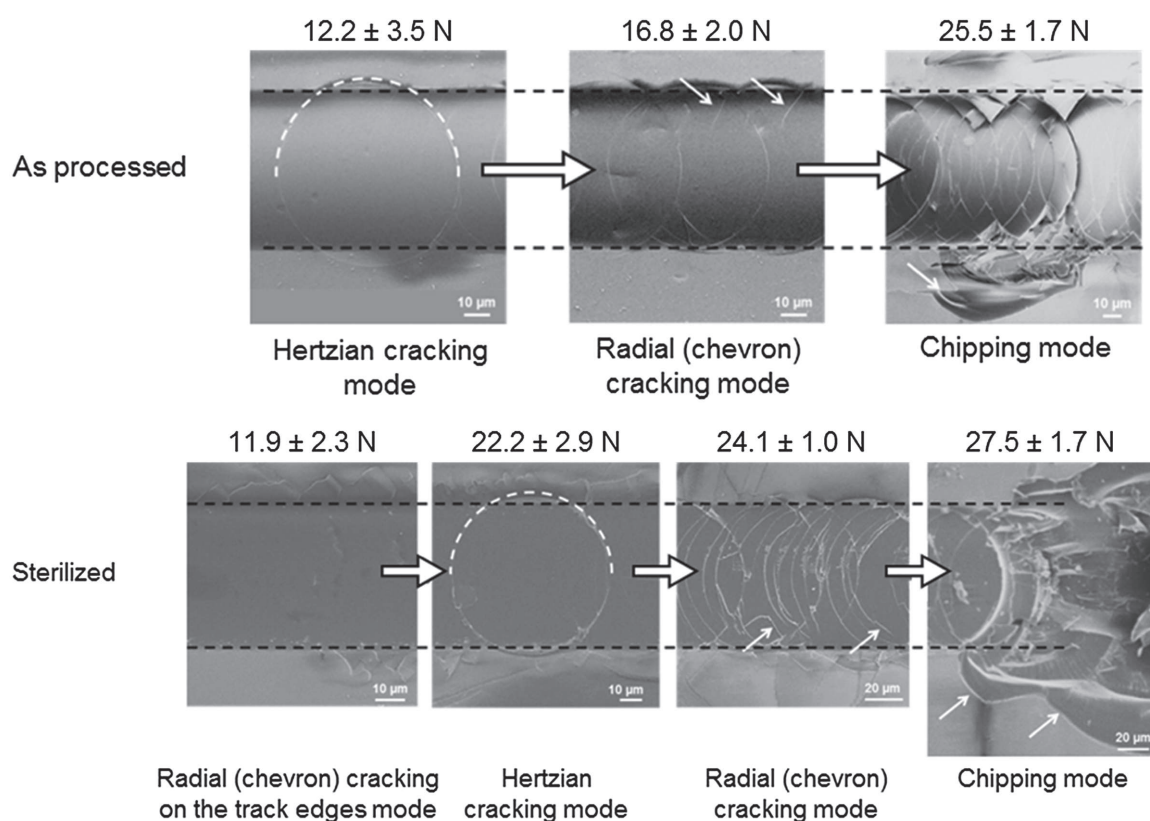 12.2 ± 3.5 N
16.8 ± 2.0 N
25.5 ± 1.7 N
As processed
10 µm
10 µm
10 µm
Hertzian cracking
mode
Radial (chevron)
cracking mode
Chipping mode
11.9 ± 2.3 N
22.2 ± 2.9 N
24.1 ± 1.0 N
27.5 ± 1.7 N
Sterilized
10 µm
10 µm
20 µm
20 µm
Radial (chevron) cracking
on the track edges mode
Hertzian
cracking mode
Radial (chevron)
cracking mode
Chipping mode